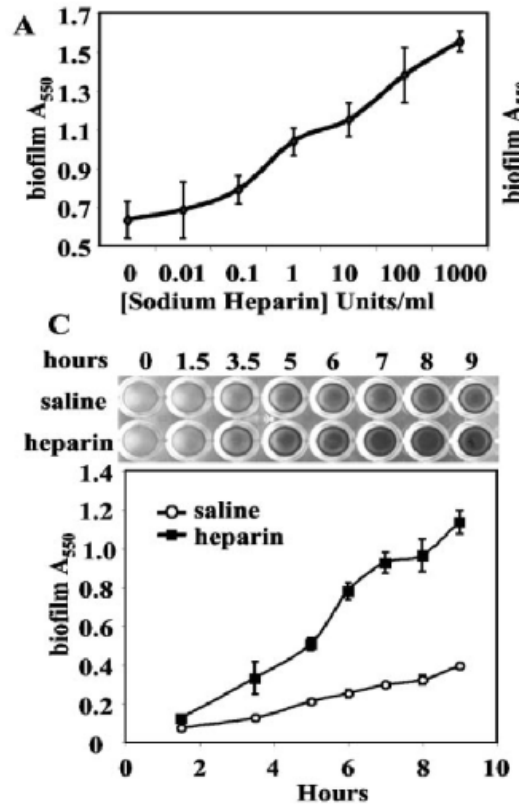 A
biofilm A550
1.7
1.5
1.3
1.1
0.9
0.7
0.5
0 0.01 0.1 1 10 100 1000
[Sodium Heparin] Units/ml
biofilm
C
hours 0 1.5 3.5 5 6 7 8 9
saline
heparin
biofilm A550
1.4
1.2
1.0
0.8
0.6
0.4
0.2
0
saline
heparin
0 2 4 6 8 10
Hours